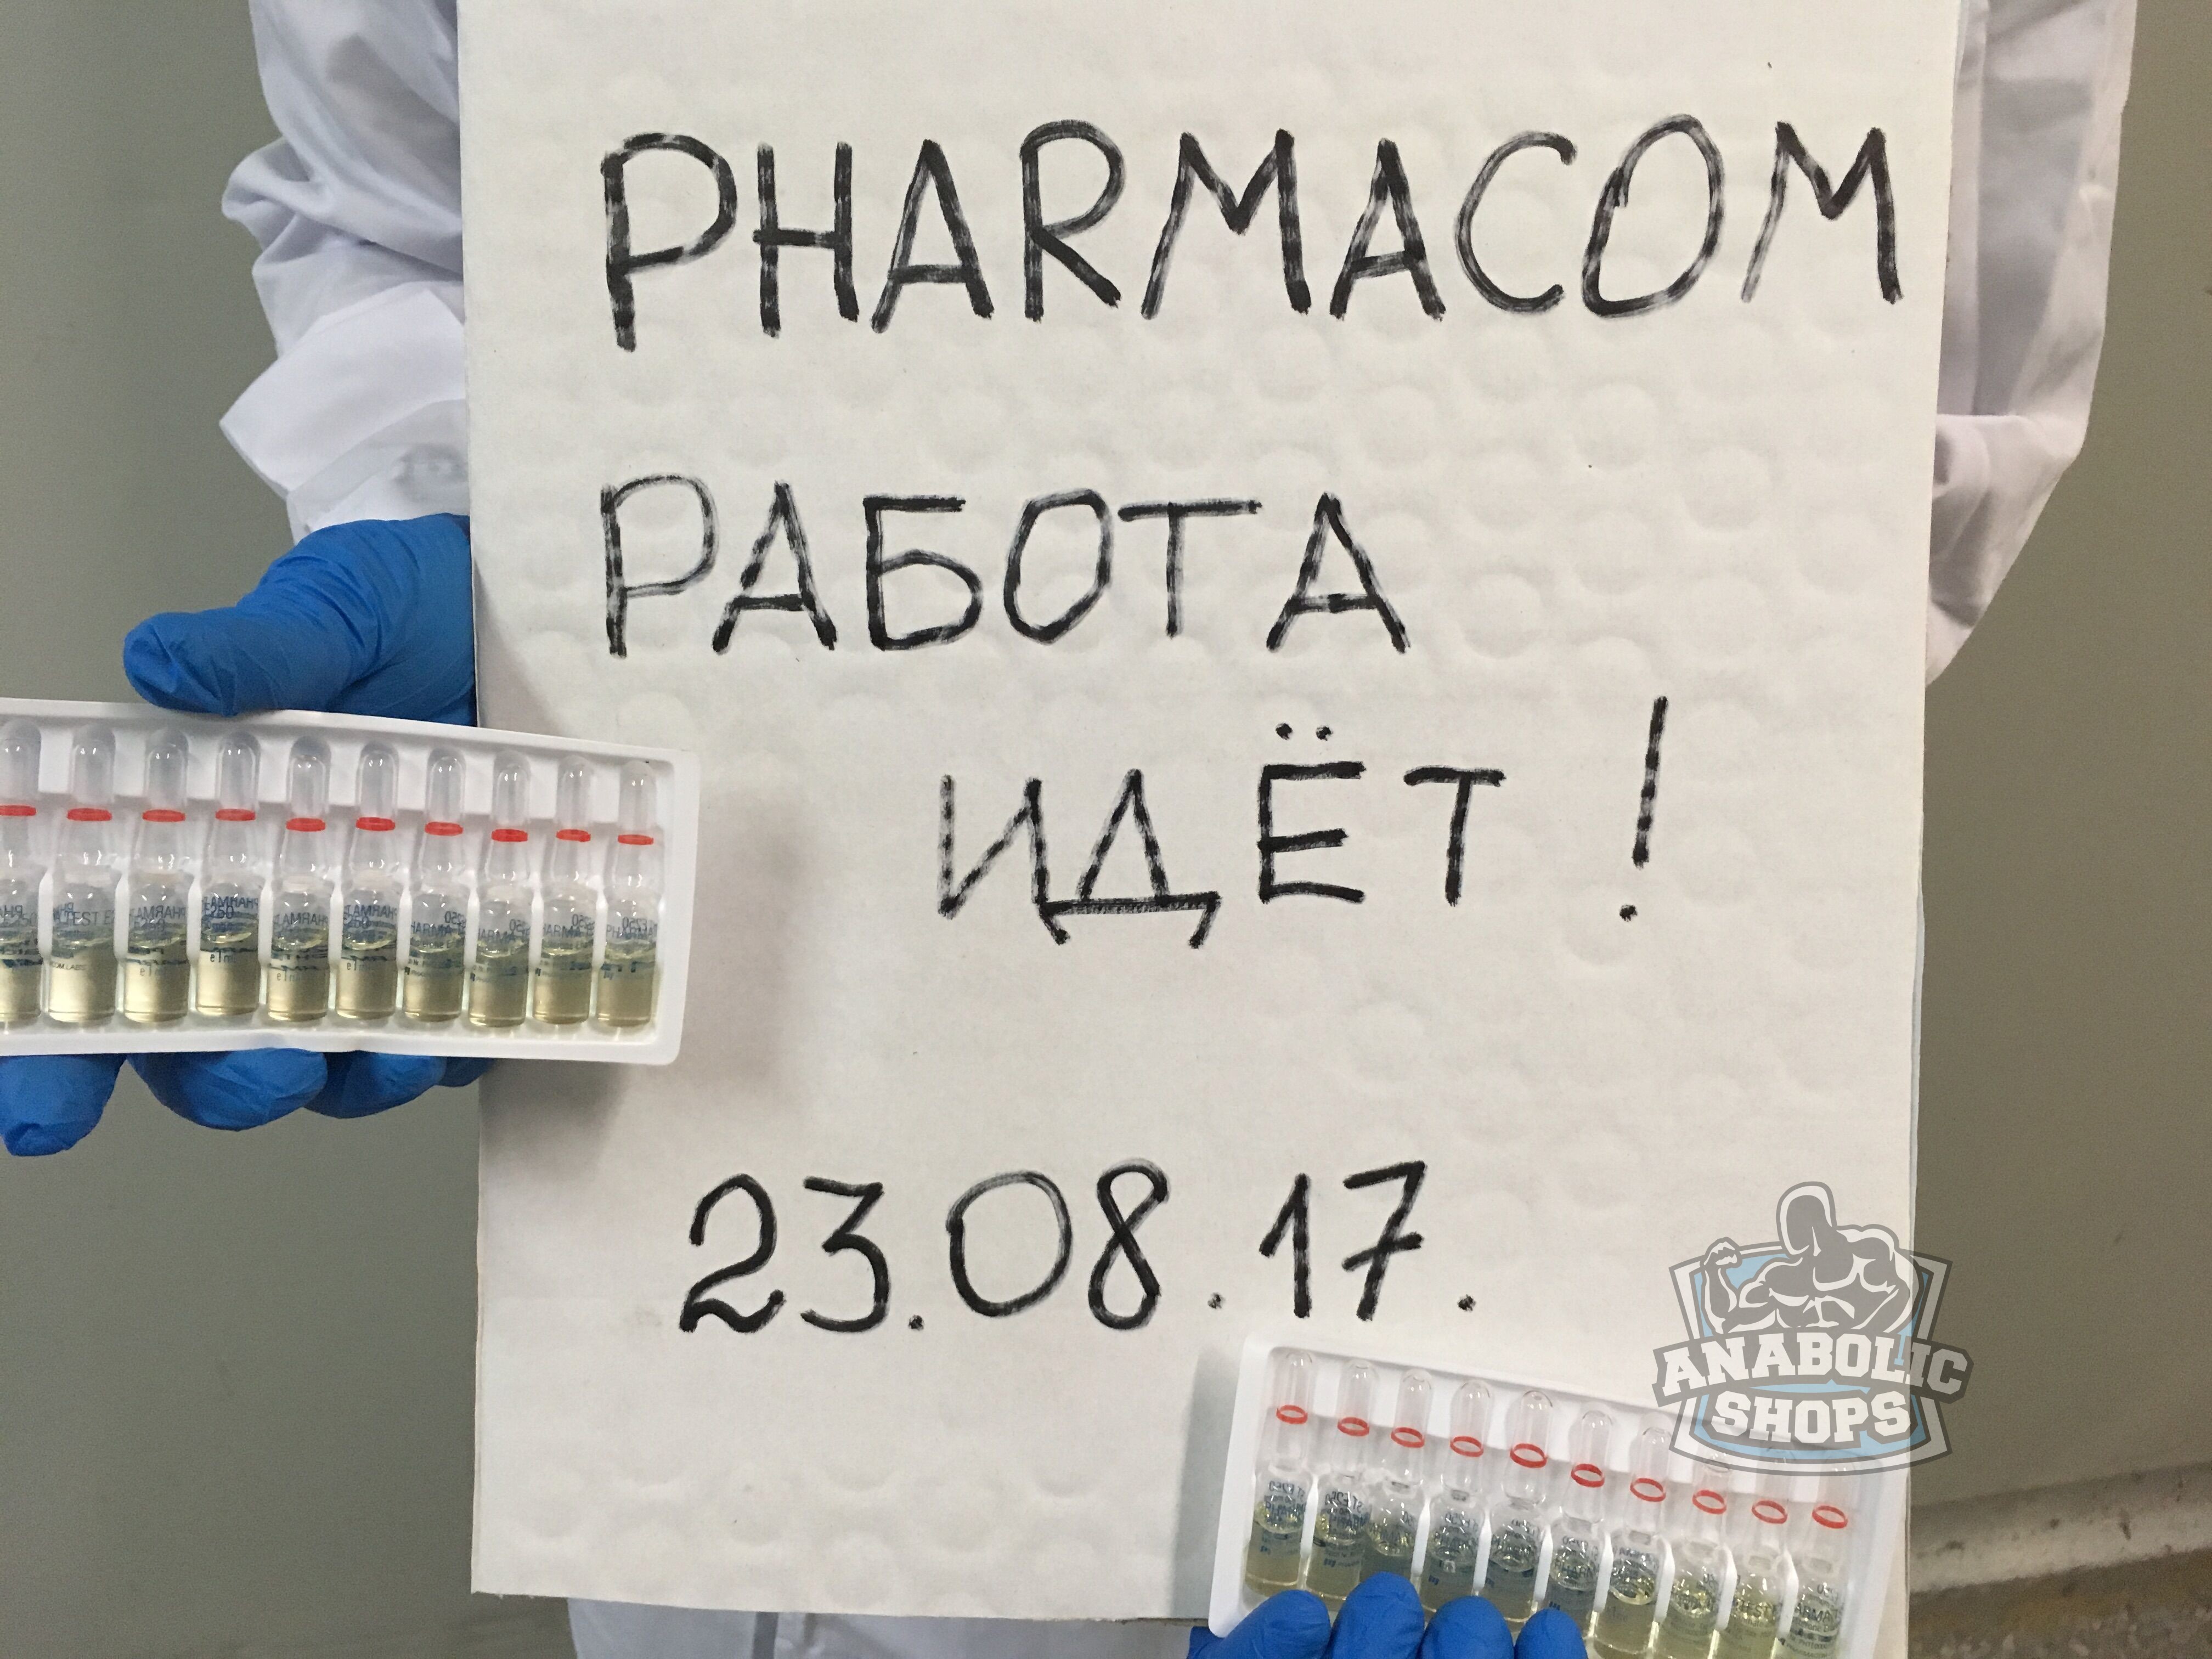 PHARMACOM
РАБОТА
ИДЁТ !
23.08.17.
ANABOLIC
SHOPS